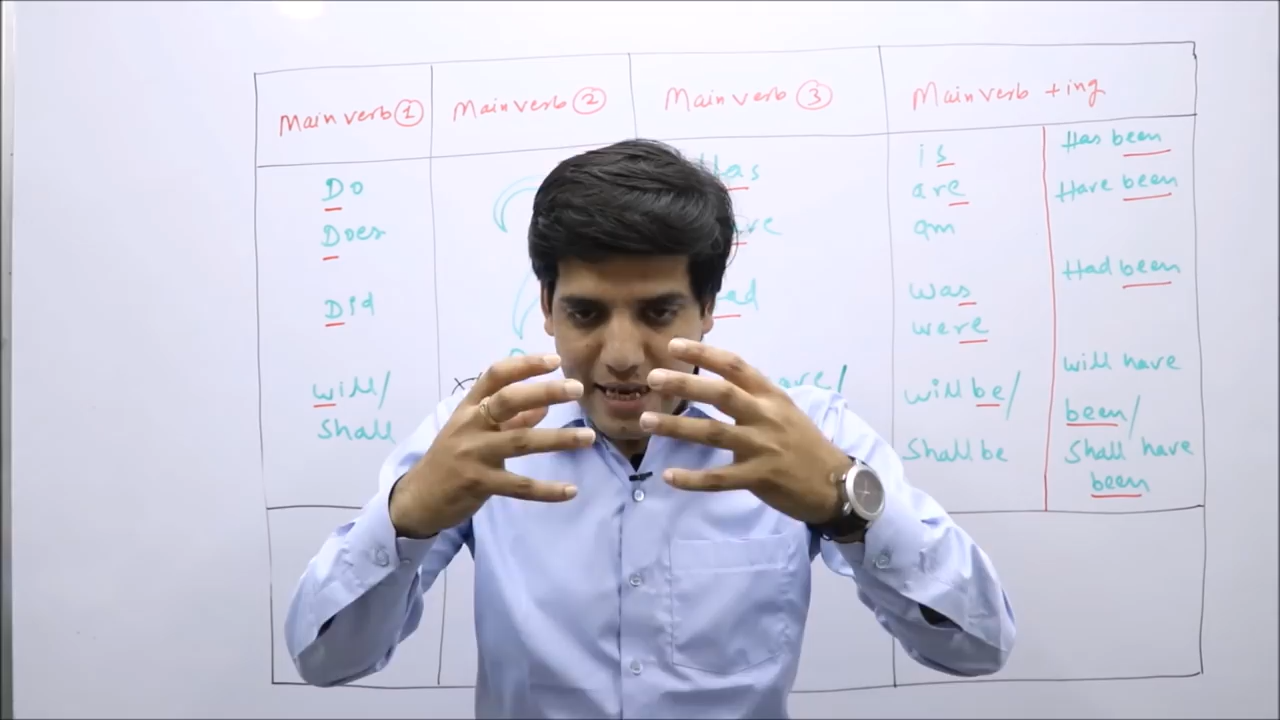 Main verb ①
Main verb ②
Main verb ③
Main verb + ing
Do
Does
Did
will/
Shall
Has
is
are
am
was
were
will be/
Shall be
Has been
Have been
Had been
will have
been/
Shall have
been